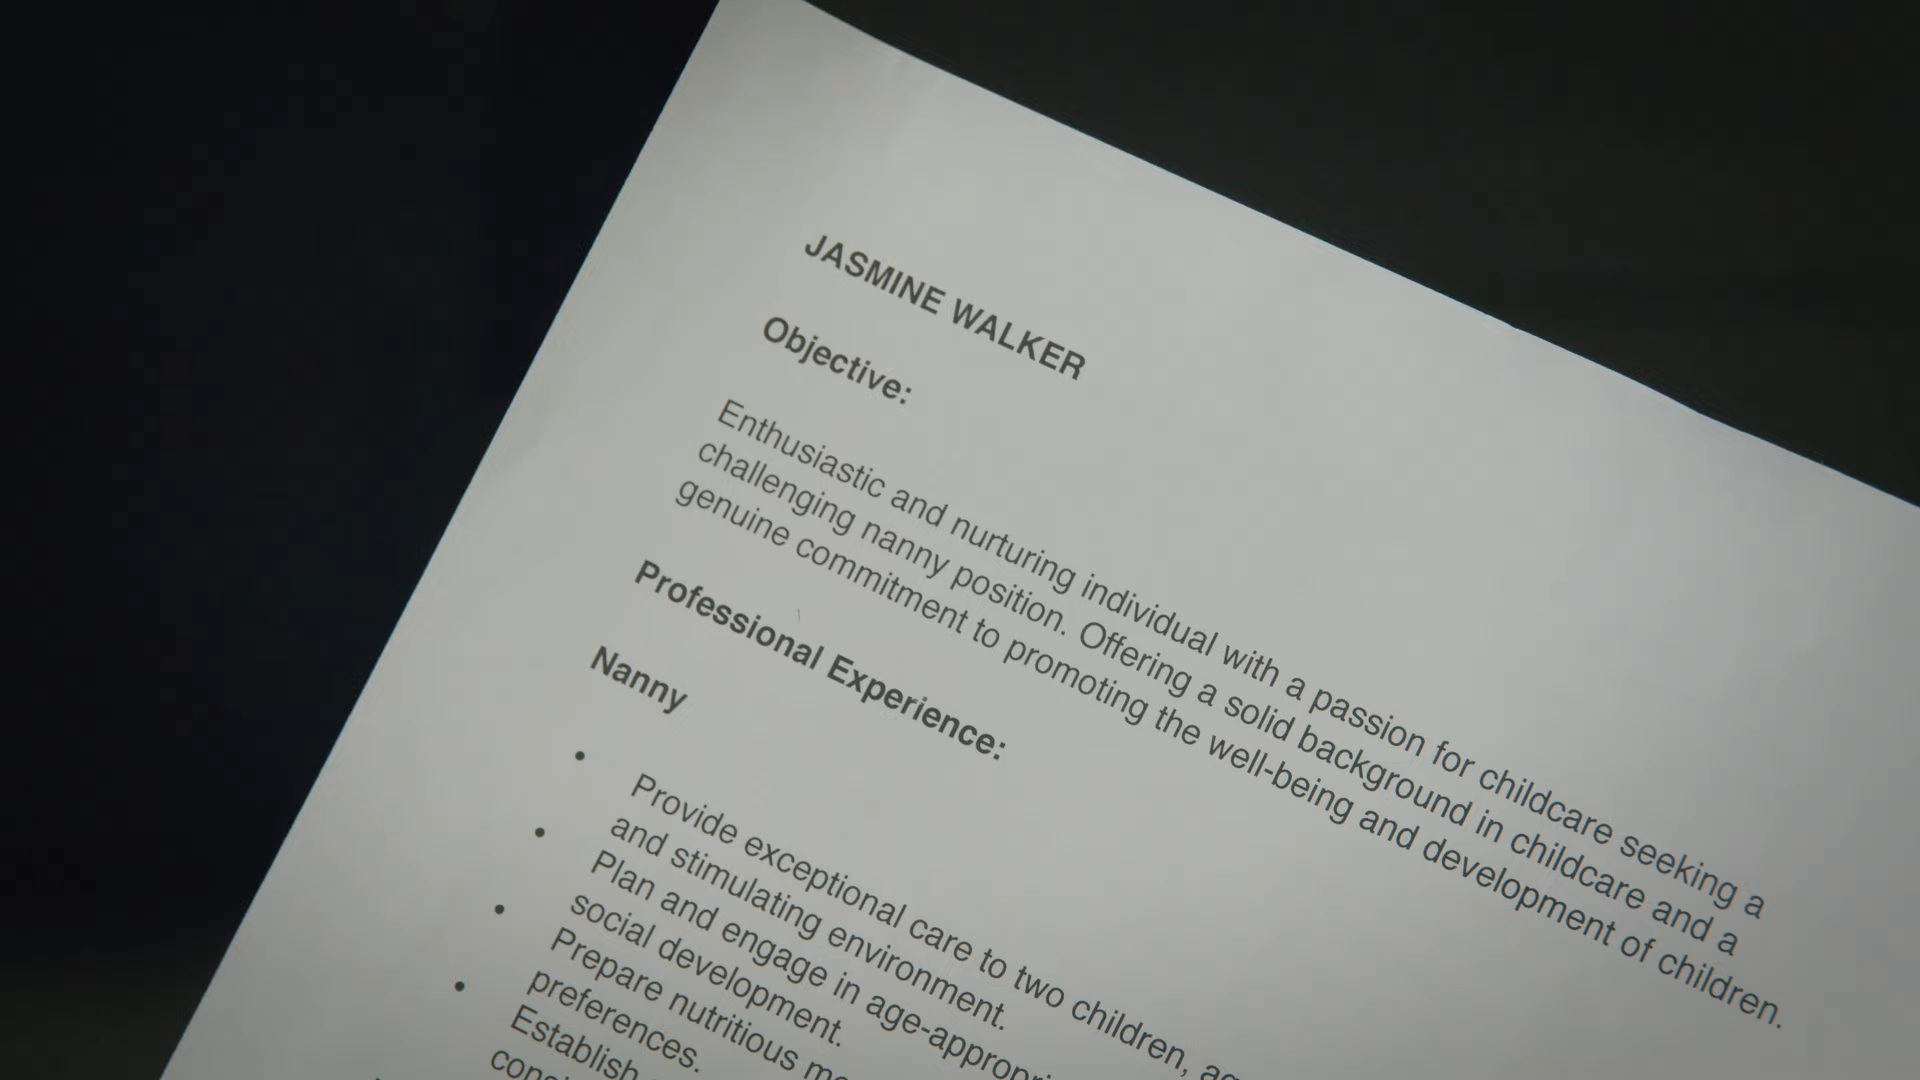 JASMINE WALKER
Objective:
Enthusiastic and nurturing individual with a passion for childcare seeking a
challenging nanny position. Offering a solid background in childcare and a
genuine commitment to promoting the well-being and development of children.
Professional Experience:
Nanny
• Provide exceptional care to two children,
and stimulating environment.
• Plan and engage in
social development.
• Prepare nutritious
preferences.
• Establish